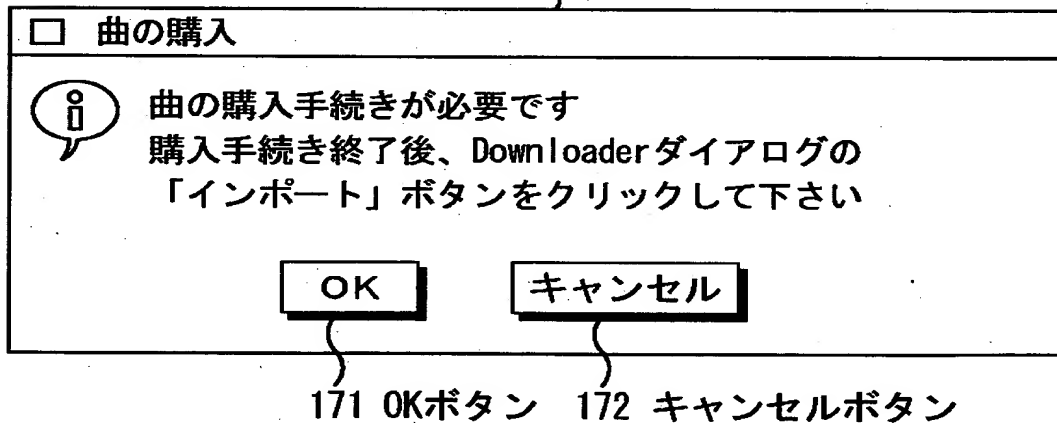 曲の購入
曲の購入手続きが必要です
購入手続き終了後、Downloaderダイアログの
「インポート」ボタンをクリックして下さい
OK キャンセル
171 OKボタン 172 キャンセルボタン